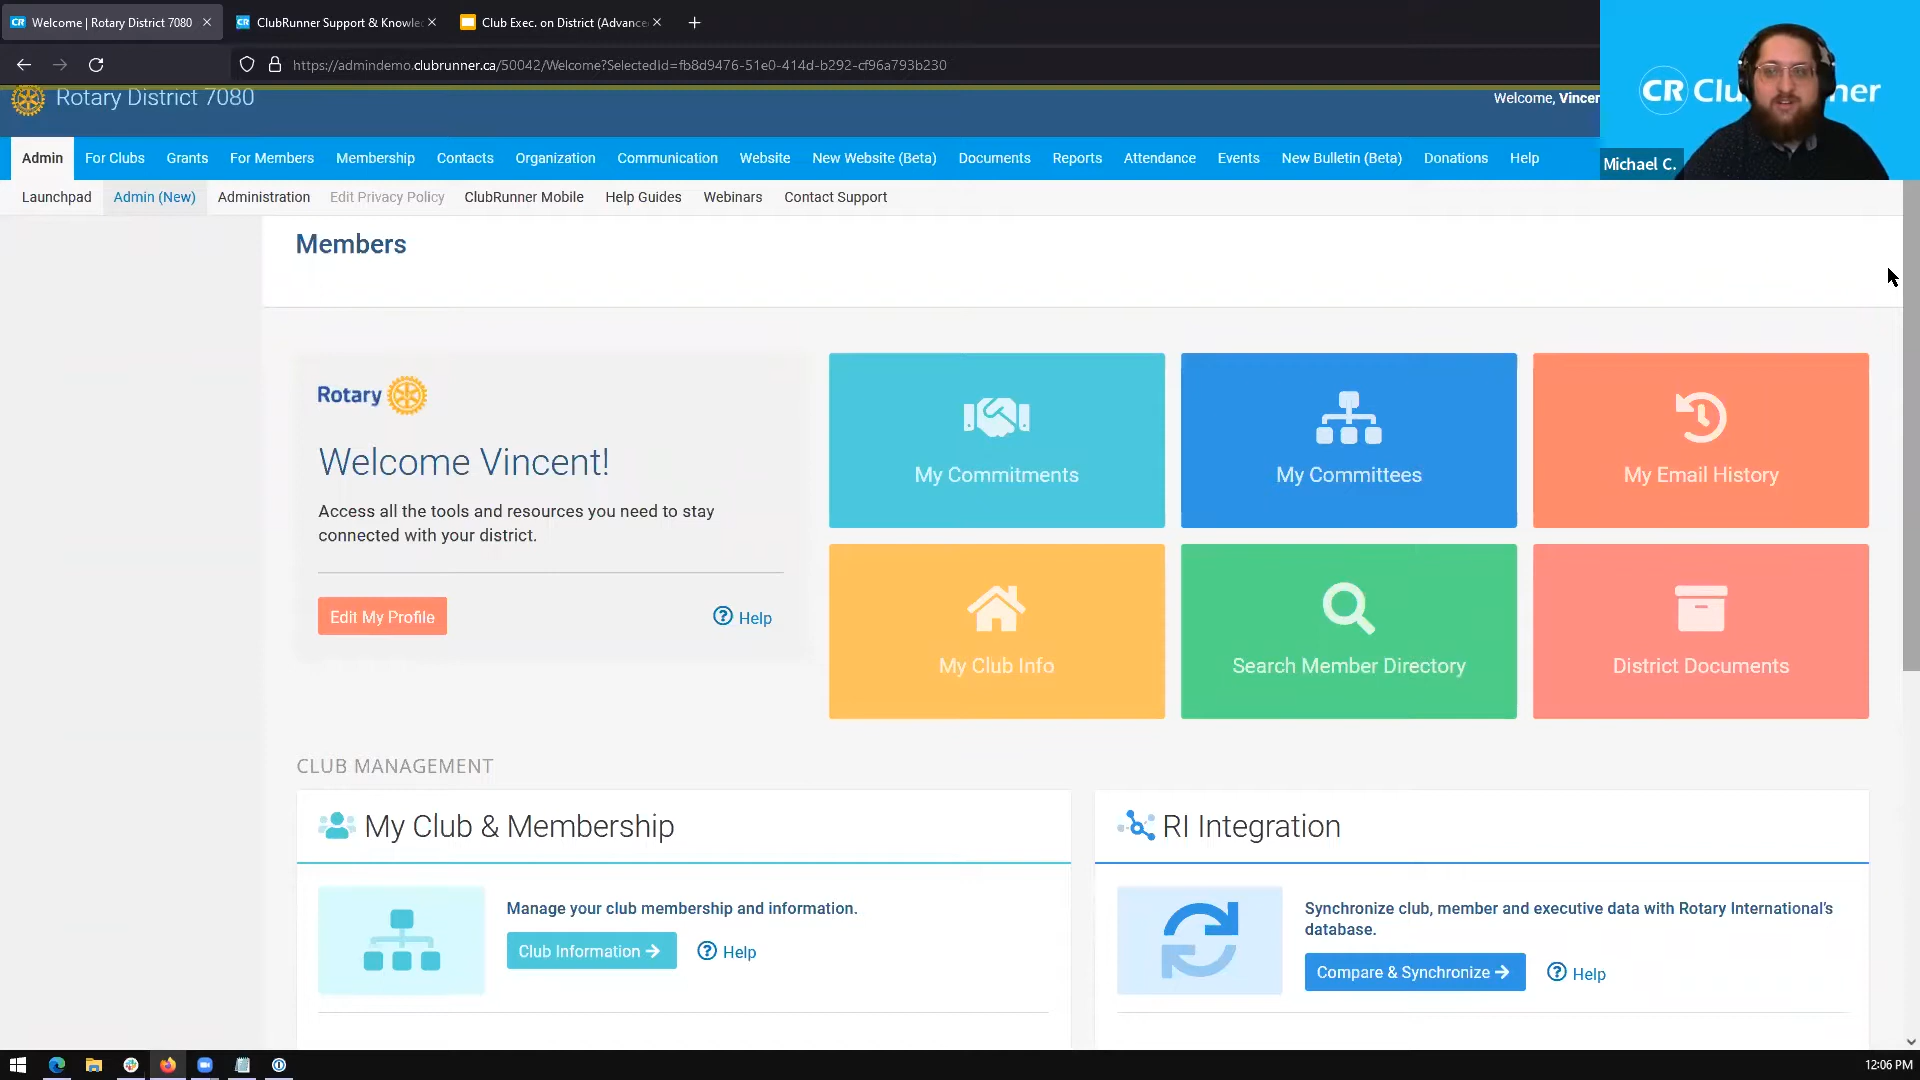 Welcome | Rotary District 7080
ClubRunner Support & Knowle
Club Exec. on District (Advance
https://admindemo.clubrunner.ca/50042/Welcome?SelectedId=fb8d9476-51e0-414d-b292-cf96a793b230
Rotary District 7080
Welcome, Vincen
CR Clu ner
Michael C.
Admin For Clubs Grants For Members Membership Contacts Organization Communication Website New Website (Beta) Documents Reports Attendance Events New Bulletin (Beta) Donations Help
Launchpad Admin (New) Administration Edit Privacy Policy ClubRunner Mobile Help Guides Webinars Contact Support
Members
Rotary
Welcome Vincent!
Access all the tools and resources you need to stay
connected with your district.
Edit My Profile
Help
My Commitments
My Committees
My Email History
My Club Info
Search Member Directory
District Documents
CLUB MANAGEMENT
My Club & Membership
Manage your club membership and information.
Club Information
Help
RI Integration
Synchronize club, member and executive data with Rotary International's
database.
Compare & Synchronize
Help
12:06 PM